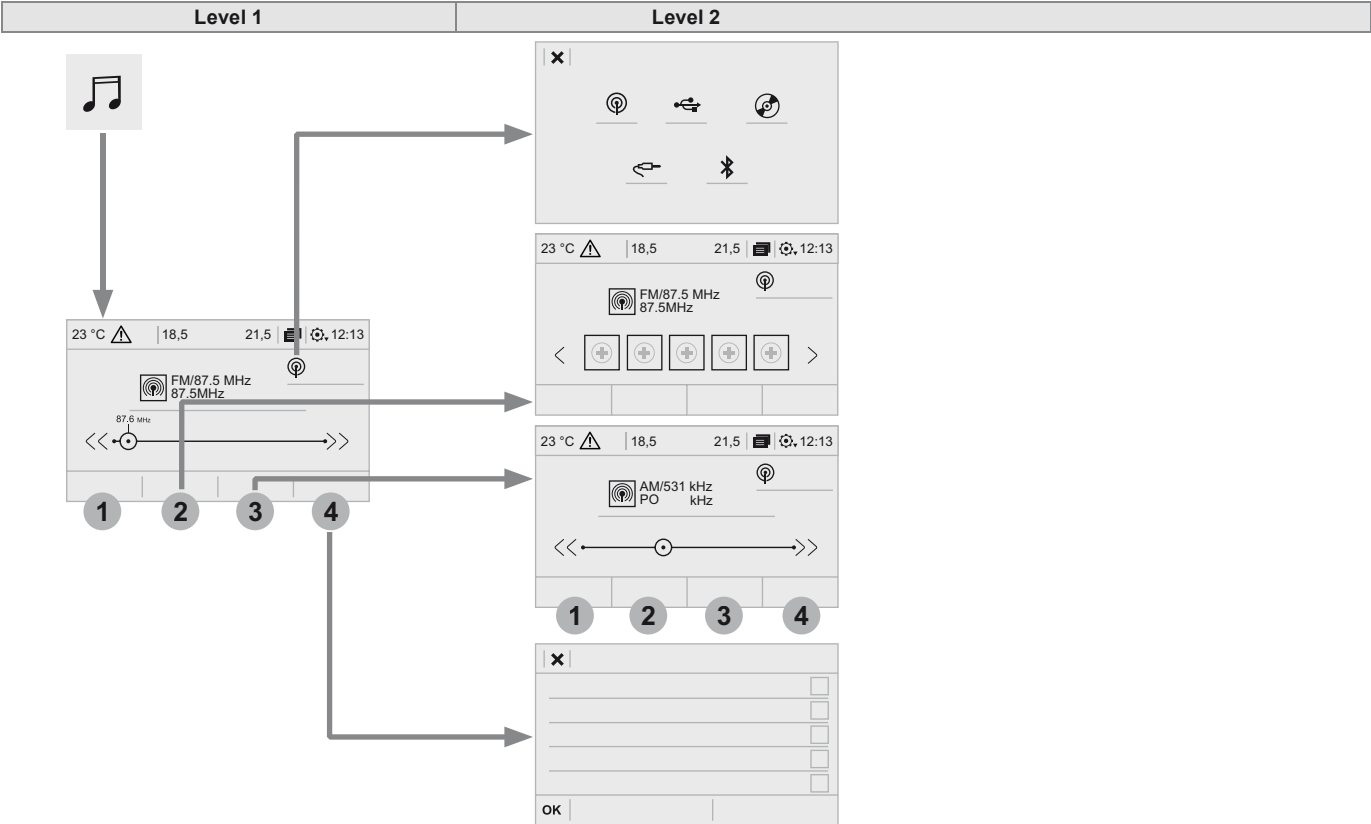 Level 1
Level 2
23 °C 18,5 21,5 12:13
FM/87.5 MHz
87.5MHz
87.6 MHz
1 2 3 4
23 °C 18,5 21,5 12:13
FM/87.5 MHz
87.5MHz
23 °C 18,5 21,5 12:13
AM/531 kHz
PO kHz
1 2 3 4
OK